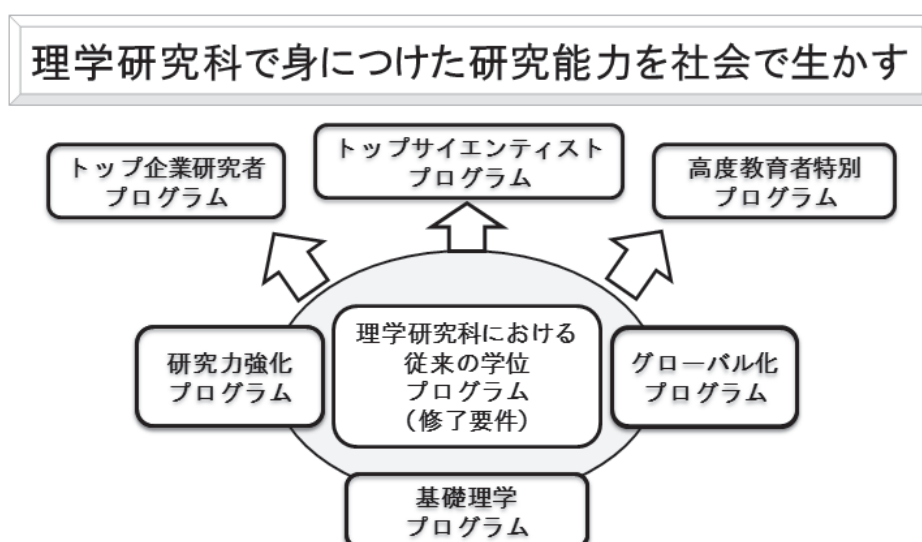 理学研究科で身につけた研究能力を社会で生かす
トップ企業研究者
プログラム
トップサイエンティスト
プログラム
高度教育者特別
プログラム
研究力強化
プログラム
理学研究科における
従来の学位
プログラム
（修了要件）
グローバル化
プログラム
基礎理学
プログラム